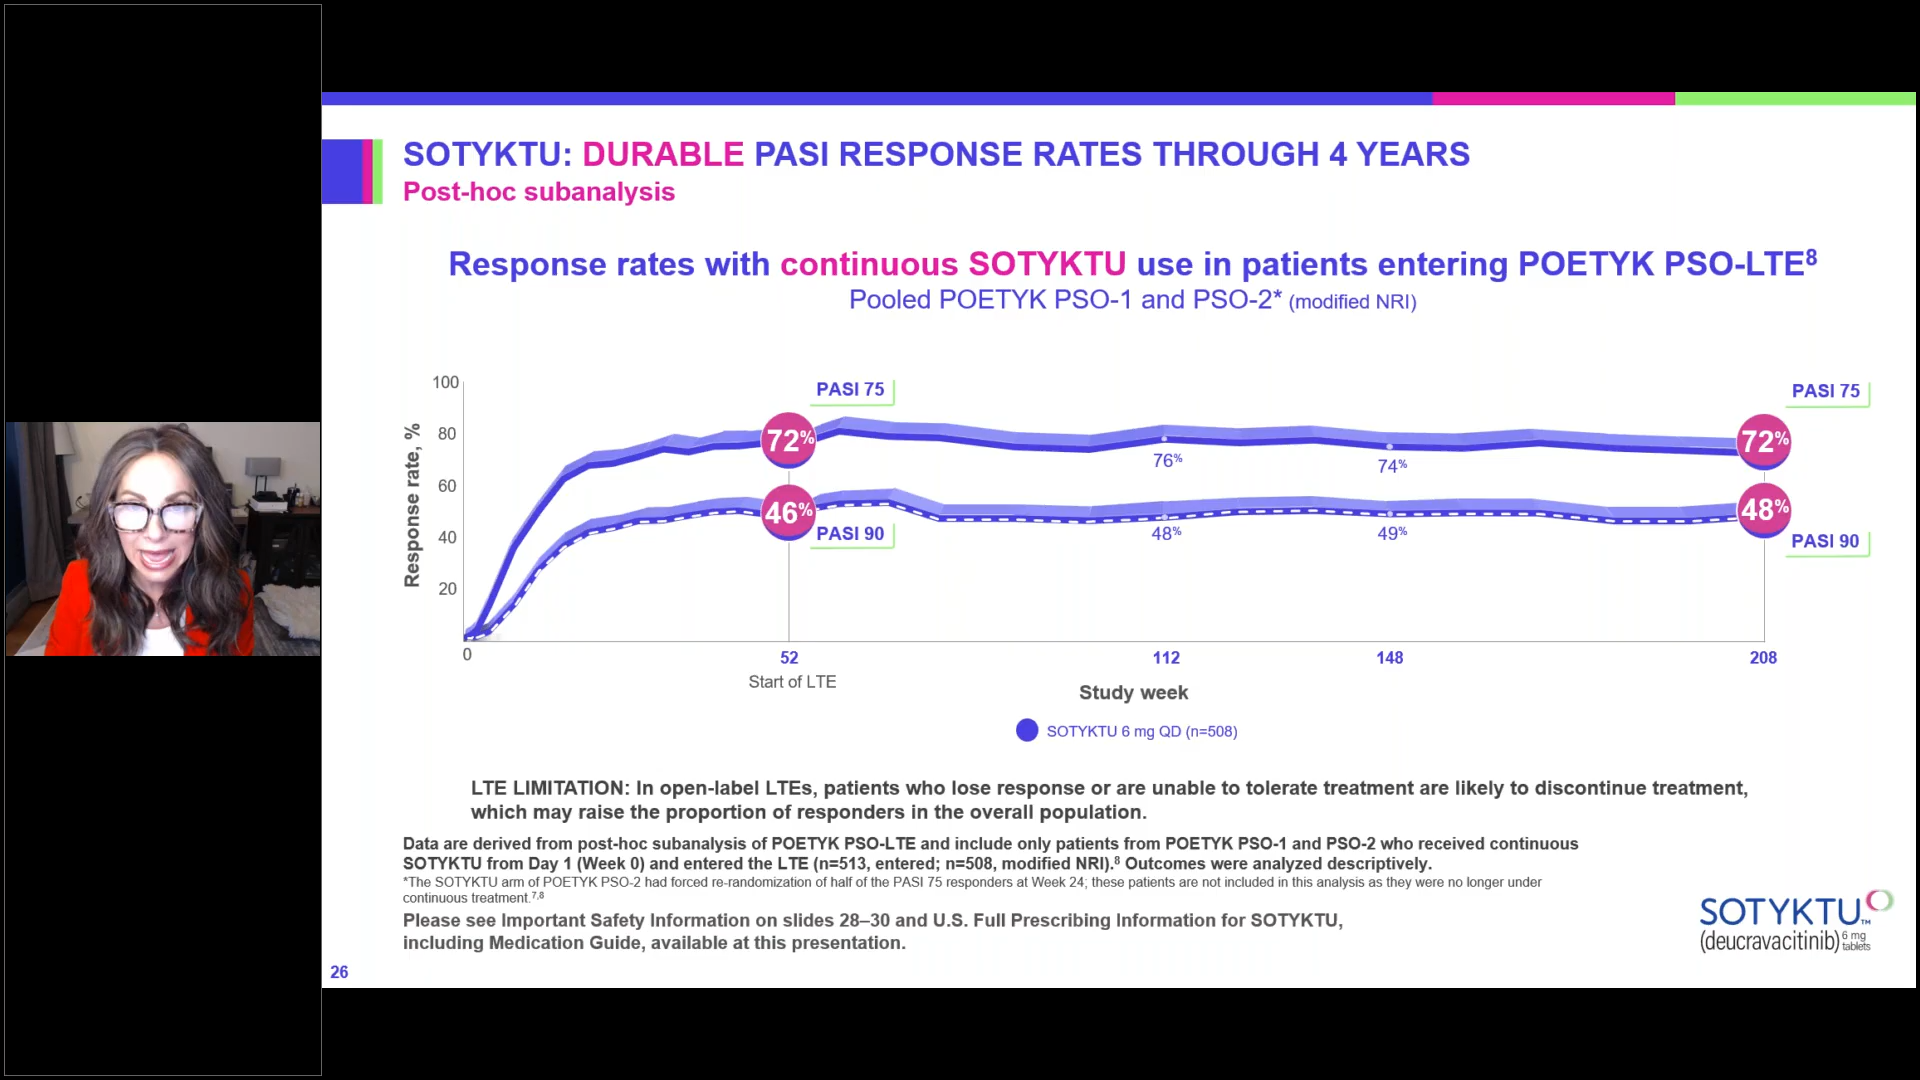 SOTYKTU: DURABLE PASI RESPONSE RATES THROUGH 4 YEARS
Post-hoc subanalysis
Response rates with continuous SOTYKTU use in patients entering POETYK PSO-LTE⁸
Pooled POETYK PSO-1 and PSO-2* (modified NRI)
Response rate, %
100
80
60
40
20
PASI 75
72%
76%
74%
72%
PASI 75
46%
PASI 90
48%
49%
48%
PASI 90
0
52
112
148
208
Start of LTE
Study week
SOTYKTU 6 mg QD (n=508)
LTE LIMITATION: In open-label LTEs, patients who lose response or are unable to tolerate treatment are likely to discontinue treatment,
which may raise the proportion of responders in the overall population.
Data are derived from post-hoc subanalysis of POETYK PSO-LTE and include only patients from POETYK PSO-1 and PSO-2 who received continuous
SOTYKTU from Day 1 (Week 0) and entered the LTE (n=513, entered; n=508, modified NRI).⁸ Outcomes were analyzed descriptively.
*The SOTYKTU arm of POETYK PSO-2 had forced re-randomization of half of the PASI 75 responders at Week 24; these patients are not included in this analysis as they were no longer under
continuous treatment.⁷,⁸
Please see Important Safety Information on slides 28–30 and U.S. Full Prescribing Information for SOTYKTU,
including Medication Guide, available at this presentation.
SOTYKTU™
(deucravacitinib) 6 mg tablets
26